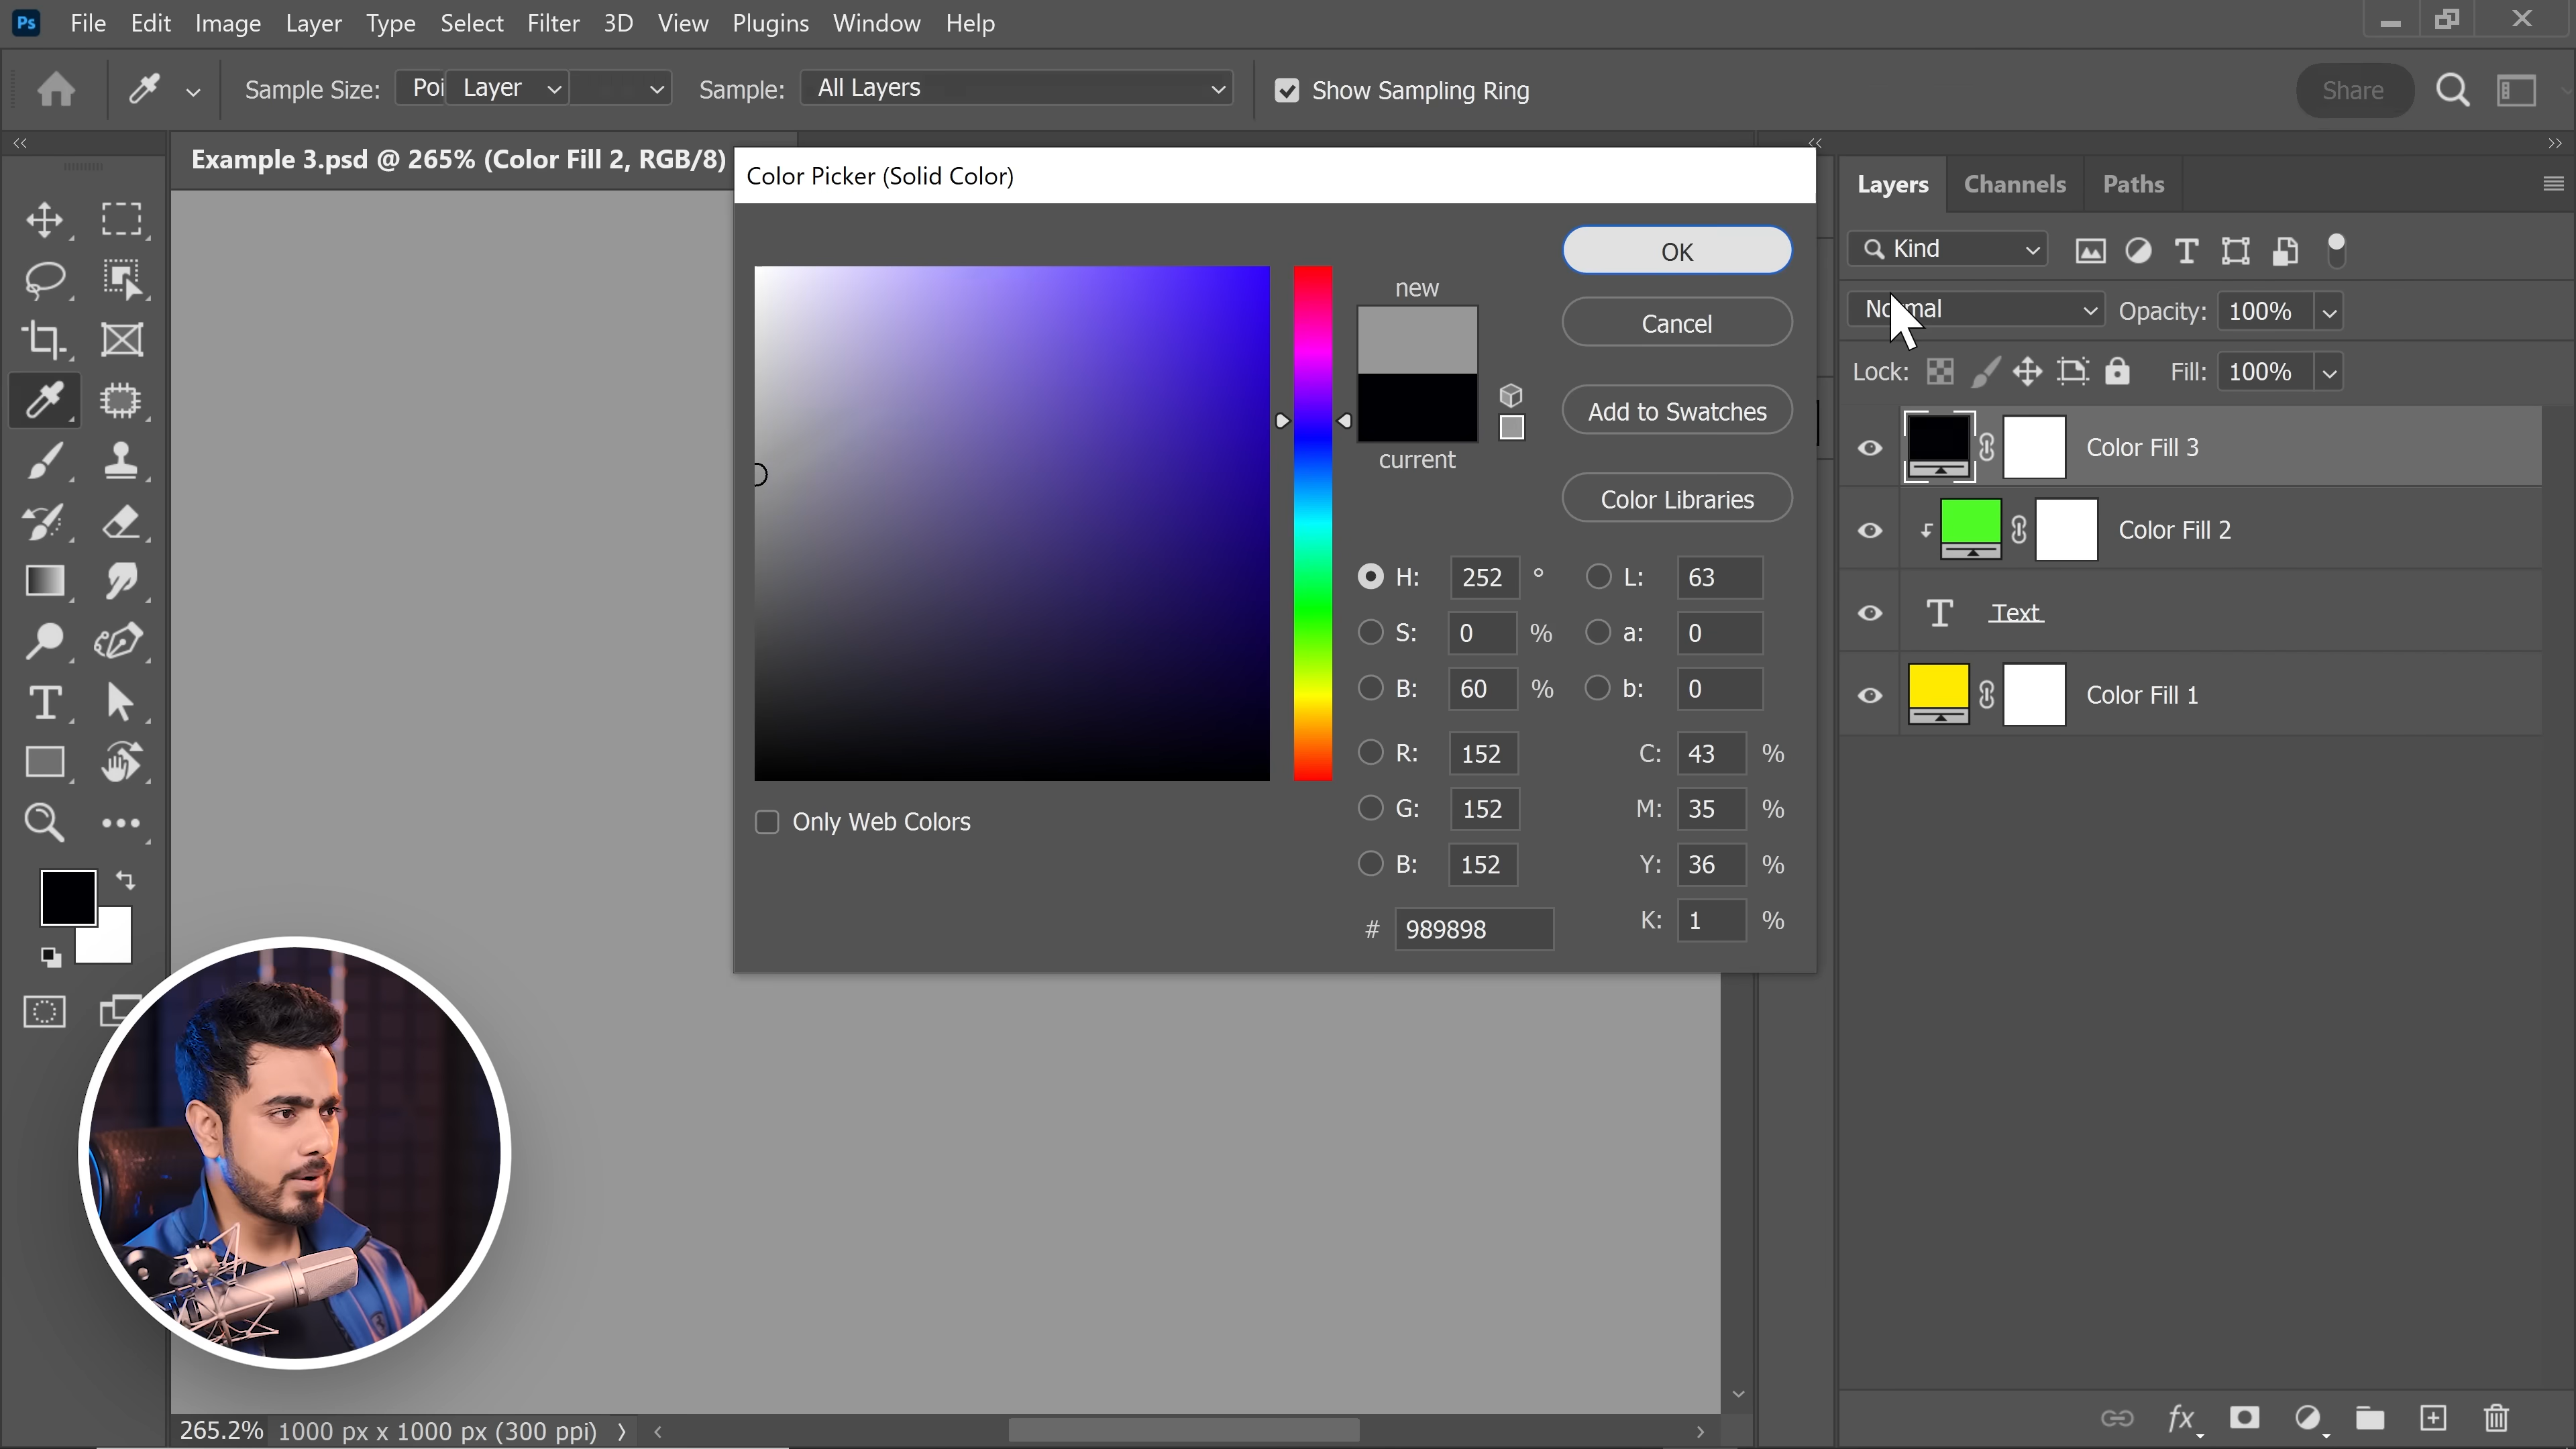 Ps File Edit Image Layer Type Select Filter 3D View Plugins Window Help
Sample Size: Poi Layer Sample: All Layers Show Sampling Ring Share
Example 3.psd @ 265% (Color Fill 2, RGB/8)
Color Picker (Solid Color)
new
current
OK
Cancel
Add to Swatches
Color Libraries
H: 252 ° L: 63
S: 0 % a: 0
B: 60 % b: 0
R: 152 C: 43 %
G: 152 M: 35 %
B: 152 Y: 36 %
# 989898 K: 1 %
Only Web Colors
Layers Channels Paths
Kind
Normal Opacity: 100%
Lock: Fill: 100%
Color Fill 3
Color Fill 2
Text
Color Fill 1
fx
265.2% 1000 px x 1000 px (300 ppi)